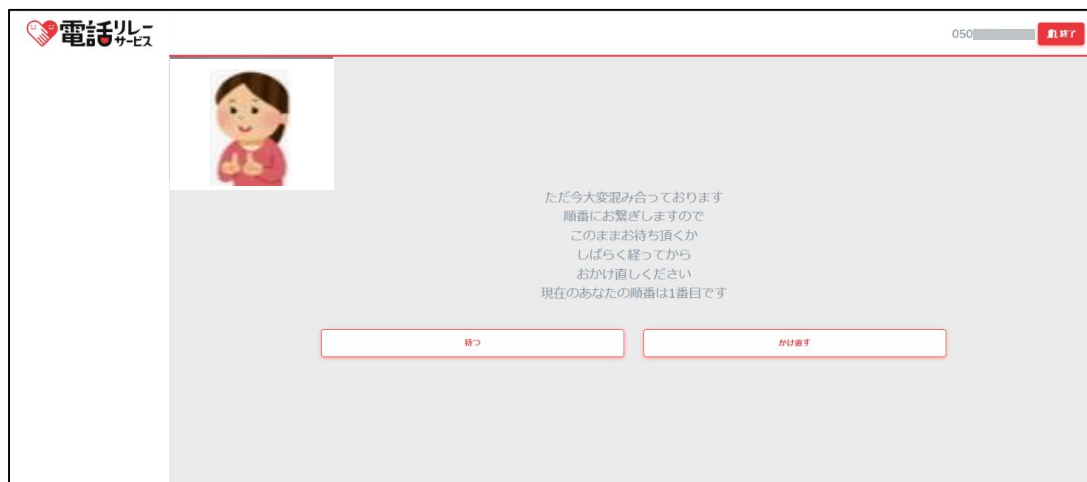 電話リレーサービス
050
終了
ただ今大変混み合っております
順番にお繋ぎしますので
このままお待ち頂くか
しばらく経ってから
おかけ直しください
現在のあなたの順番は1番目です
待つ
かけ直す